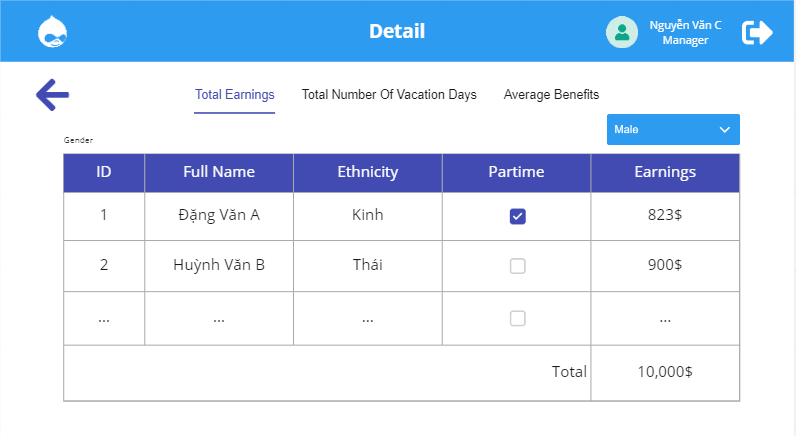 Detail
Nguyễn Văn C
Manager
Total Earnings Total Number Of Vacation Days Average Benefits
Male
Gender
ID Full Name Ethnicity Partime Earnings
1 Đặng Văn A Kinh 823$
2 Huỳnh Văn B Thái 900$
... ... ... ...
Total 10,000$